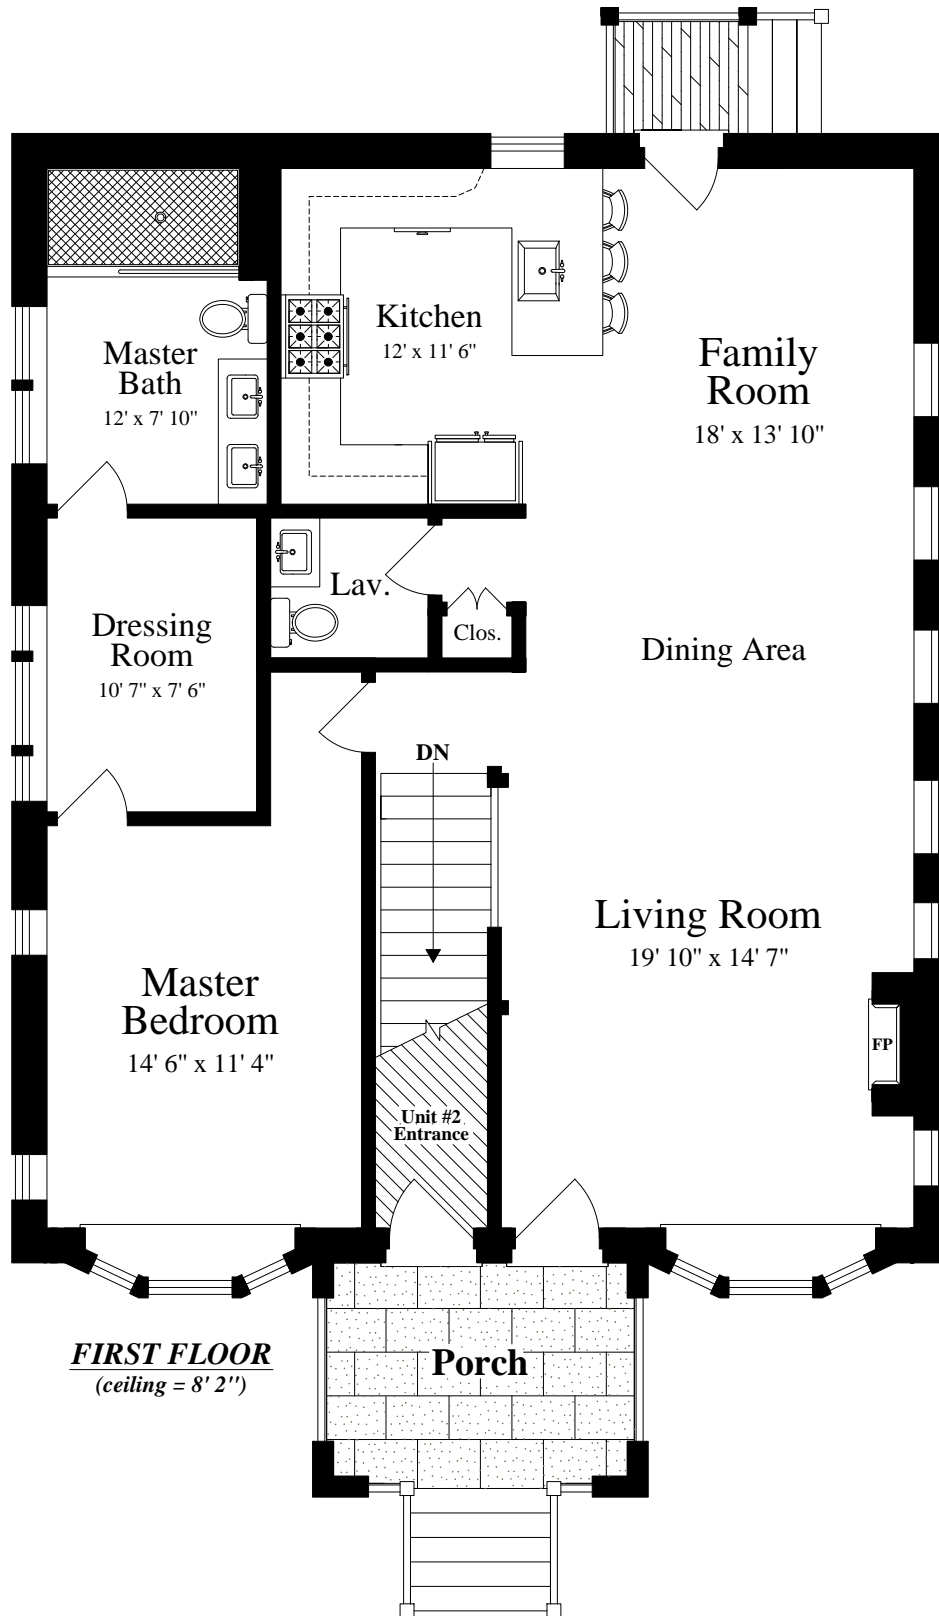 Kitchen
12' x 11' 6"
Master
Bath
12' x 7' 10"
Family
Room
18' x 13' 10"
Lav.
Clos.
Dressing
Room
10' 7" x 7' 6"
Dining Area
DN
Living Room
19' 10" x 14' 7"
Master
Bedroom
14' 6" x 11' 4"
FP
Unit #2
Entrance
Porch
FIRST FLOOR
(ceiling = 8' 2")